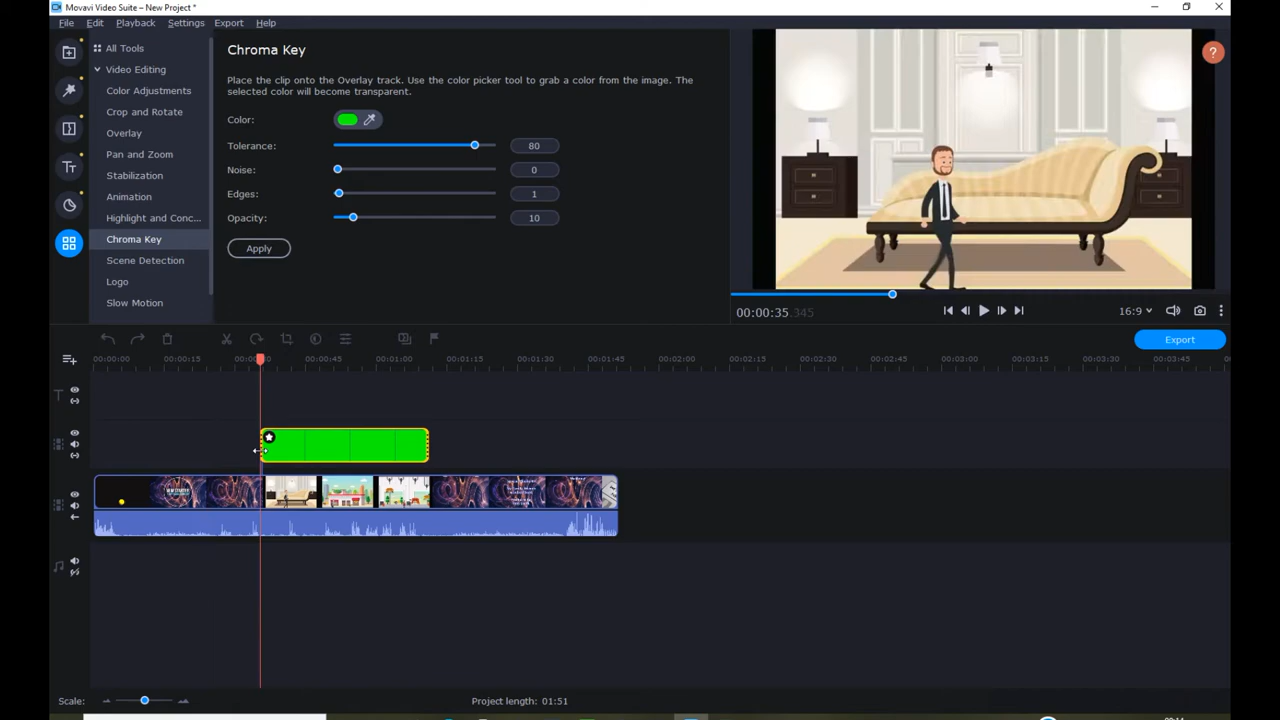 Movavi Video Suite – New Project *
File Edit Playback Settings Export Help
All Tools
Video Editing
Color Adjustments
Crop and Rotate
Overlay
Pan and Zoom
Stabilization
Animation
Highlight and Conc...
Chroma Key
Scene Detection
Logo
Slow Motion
Chroma Key
Place the clip onto the Overlay track. Use the color picker tool to grab a color from the image. The
selected color will become transparent.
Color:
Tolerance: 80
Noise: 0
Edges: 1
Opacity: 10
Apply
?
00:00:35.345
16:9
Export
00:00:00 00:00:15 00:00:45 00:01:00 00:01:15 00:01:30 00:01:45 00:02:00 00:02:15 00:02:30 00:02:45 00:03:00 00:03:15 00:03:30 00:03:45
Scale:
Project length: 01:51